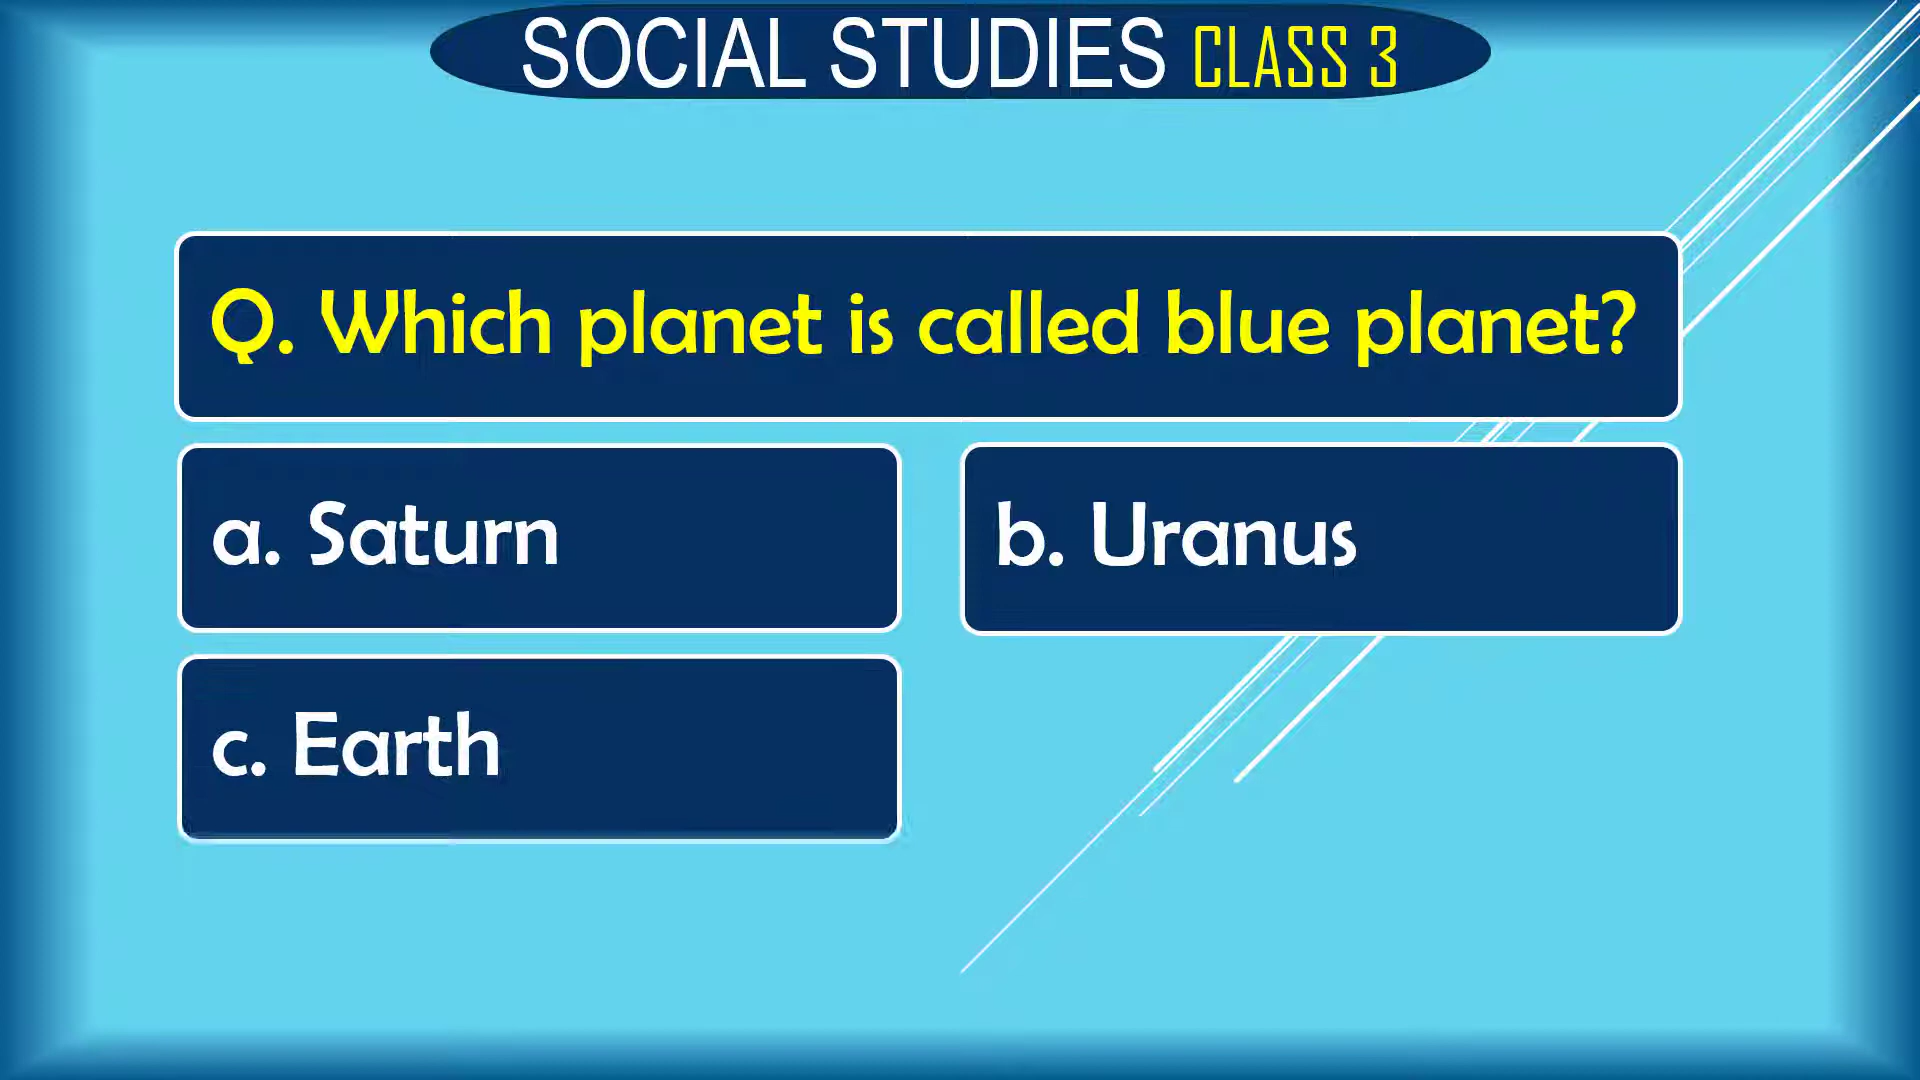 SOCIAL STUDIES CLASS 3
Q. Which planet is called blue planet?
a. Saturn
b. Uranus
c. Earth